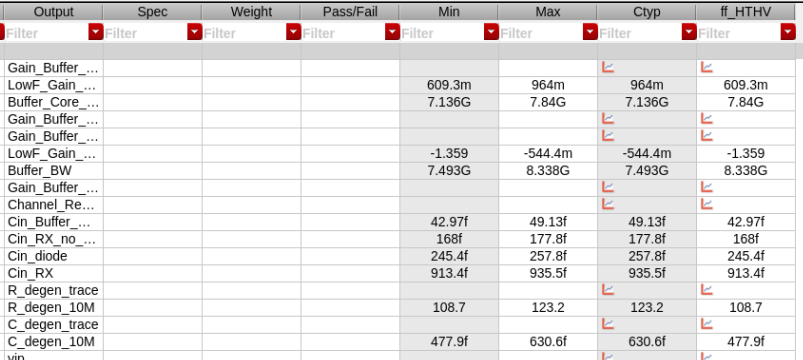 Output Spec Weight Pass/Fail Min Max Ctyp ff_HTHV
Filter Filter Filter Filter Filter Filter Filter Filter
Gain_Buffer_...
LowF_Gain_... 609.3m 964m 964m 609.3m
Buffer_Core_... 7.136G 7.84G 7.136G 7.84G
Gain_Buffer_...
Gain_Buffer_...
LowF_Gain_... -1.359 -544.4m -544.4m -1.359
Buffer_BW 7.493G 8.338G 7.493G 8.338G
Gain_Buffer_...
Channel_Re...
Cin_Buffer_... 42.97f 49.13f 49.13f 42.97f
Cin_RX_no_... 168f 177.8f 177.8f 168f
Cin_diode 245.4f 257.8f 257.8f 245.4f
Cin_RX 913.4f 935.5f 935.5f 913.4f
R_degen_trace
R_degen_10M 108.7 123.2 123.2 108.7
C_degen_trace
C_degen_10M 477.9f 630.6f 630.6f 477.9f